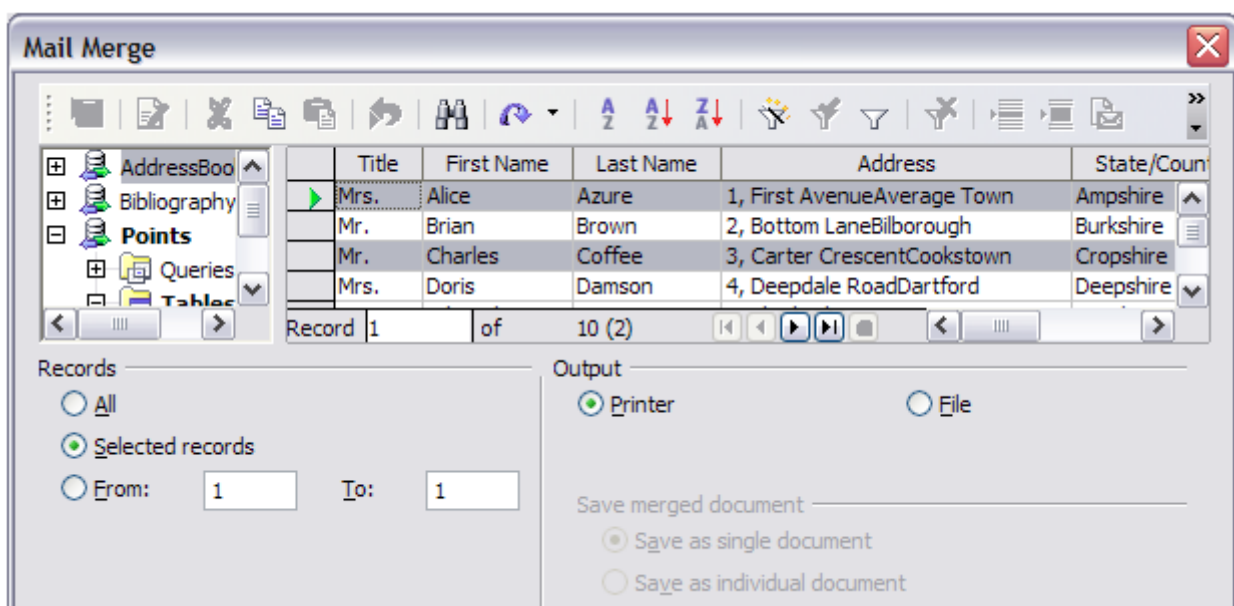 Mail Merge
AddressBoo
Bibliography
Points
Queries
Tables
Title First Name Last Name Address State/Count
Mrs. Alice Azure 1, First AvenueAverage Town Ampshire
Mr. Brian Brown 2, Bottom LaneBilborough Burkshire
Mr. Charles Coffee 3, Carter CrescentCookstown Cropshire
Mrs. Doris Damson 4, Deepdale RoadDartford Deepshire
Record 1 of 10 (2)
Records
All
Selected records
From: 1 To: 1
Output
Printer File
Save merged document
Save as single document
Save as individual document